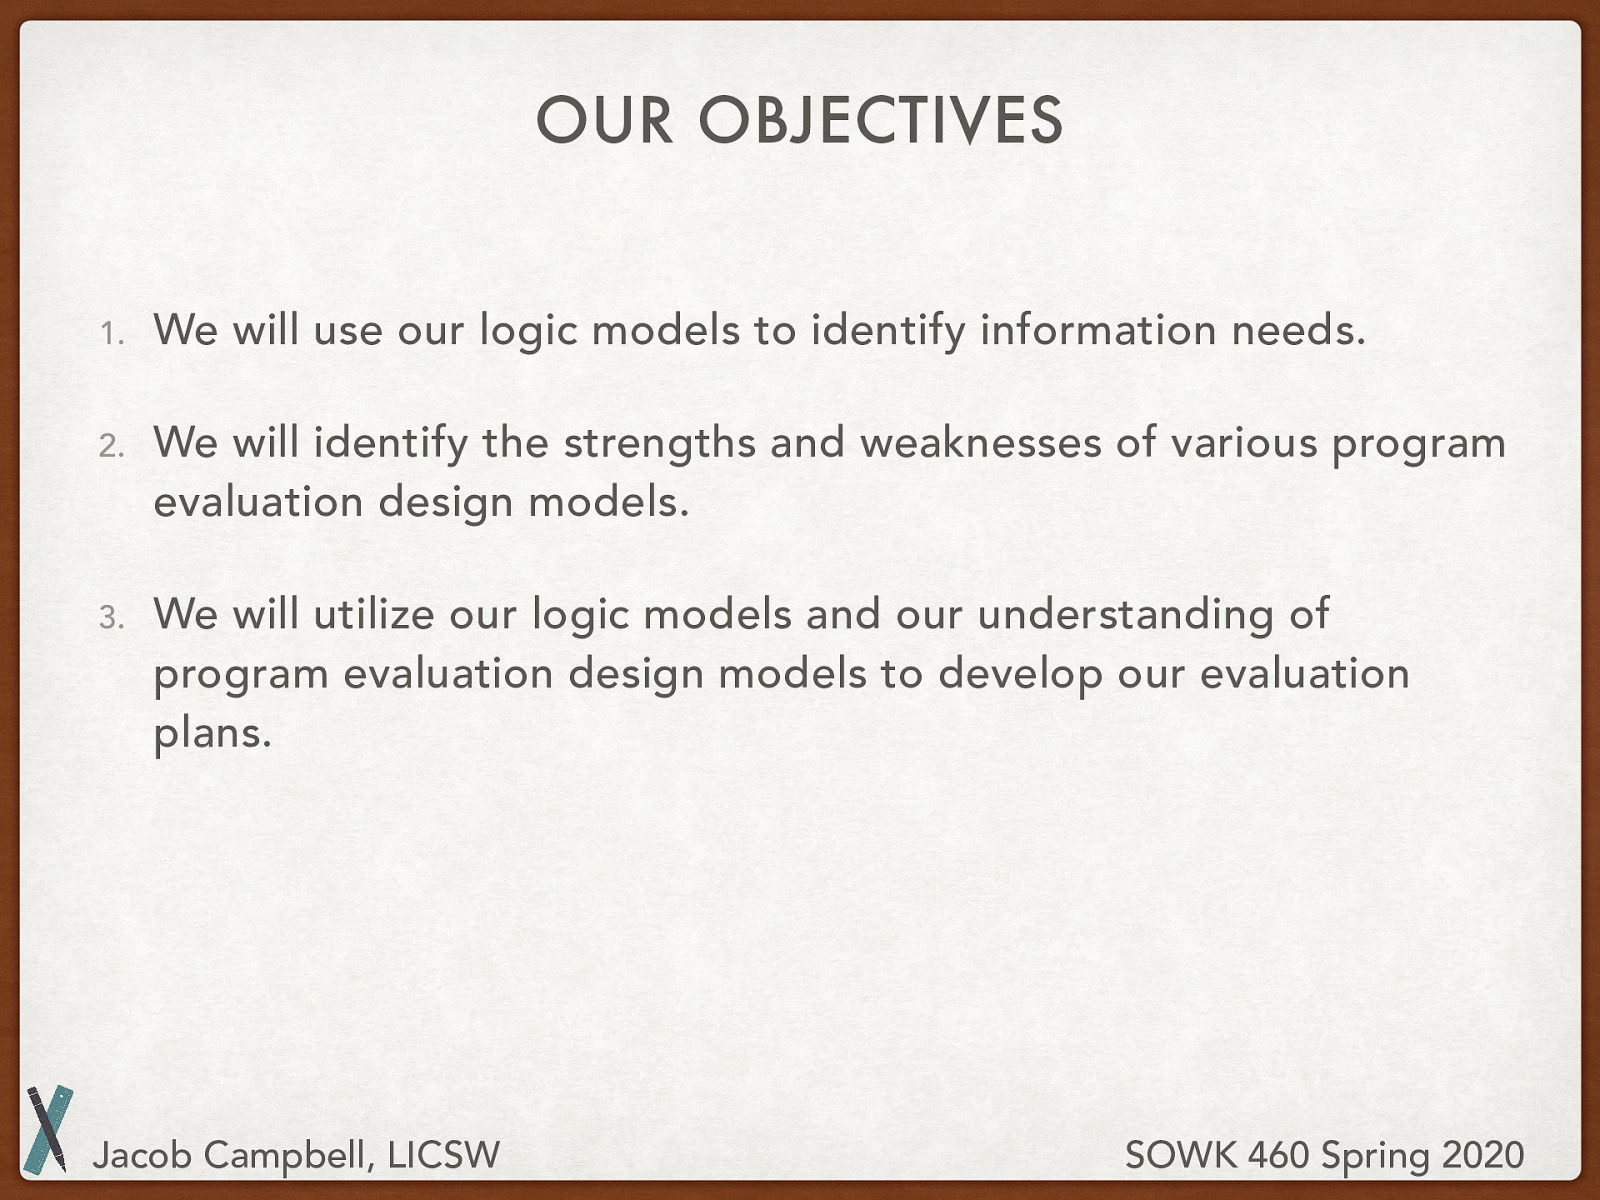 OUR OBJECTIVES
1. We will use our logic models to identify information needs.
2. We will identify the strengths and weaknesses of various program
evaluation design models.
3. We will utilize our logic models and our understanding of
program evaluation design models to develop our evaluation
plans.
Jacob Campbell, LICSW
SOWK 460 Spring 2020